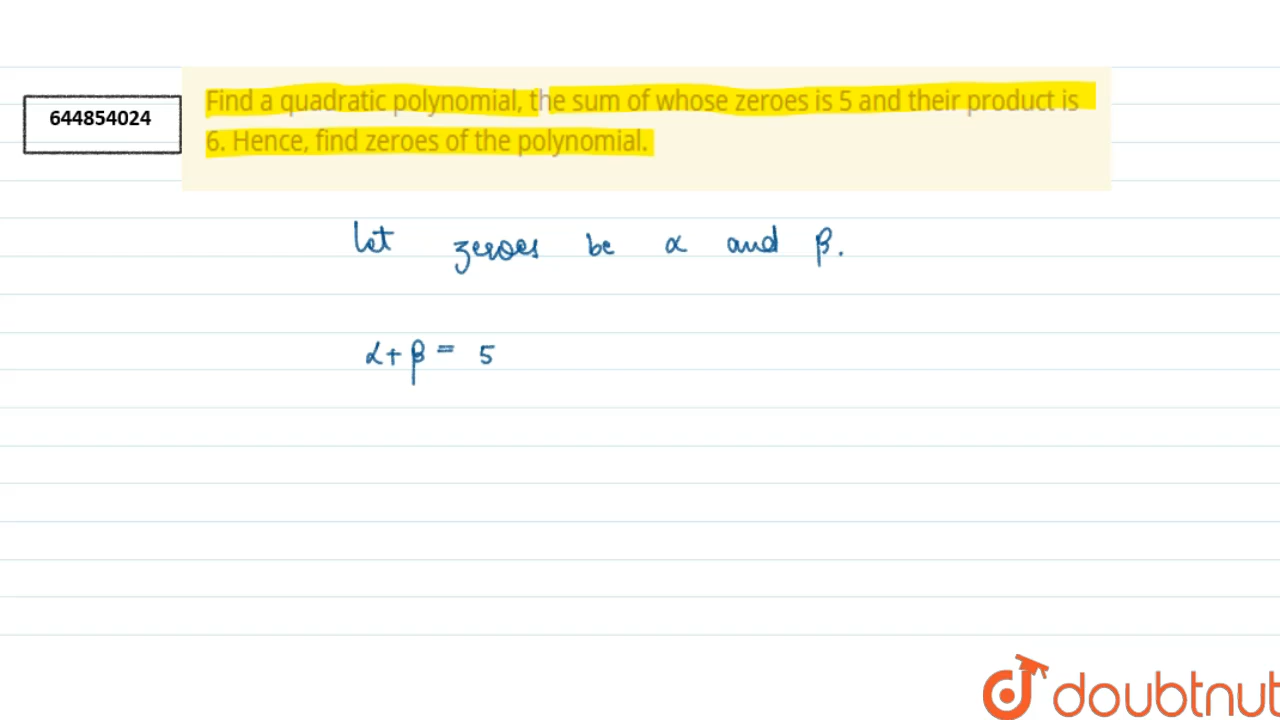 644854024
Find a quadratic polynomial, the sum of whose zeroes is 5 and their product is
6. Hence, find zeroes of the polynomial.
Let zeroes be α and β.
α+β = 5
doubtnut